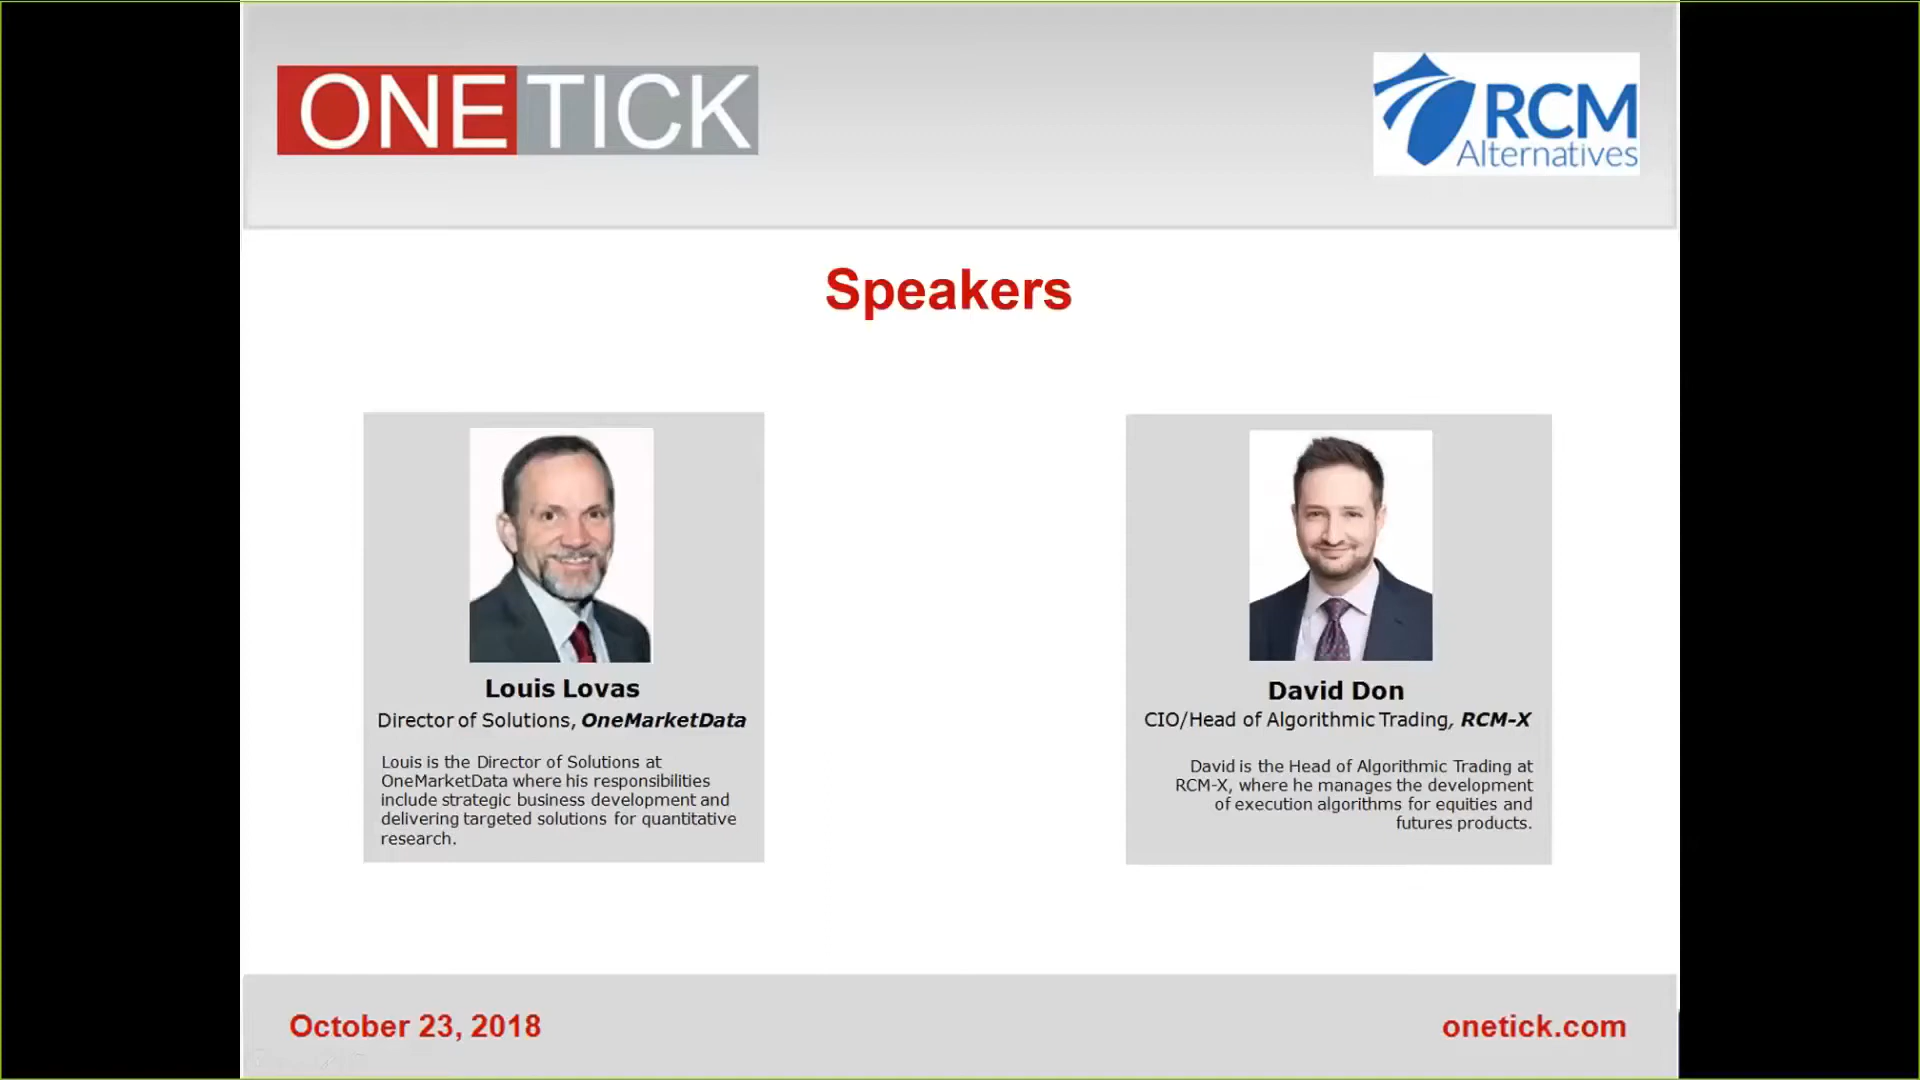 ONETICK
RCM
Alternatives
Speakers
Louis Lovas
Director of Solutions, OneMarketData
Louis is the Director of Solutions at
OneMarketData where his responsibilities
include strategic business development and
delivering targeted solutions for quantitative
research.
David Don
CIO/Head of Algorithmic Trading, RCM-X
David is the Head of Algorithmic Trading at
RCM-X, where he manages the development
of execution algorithms for equities and
futures products.
October 23, 2018
onetick.com